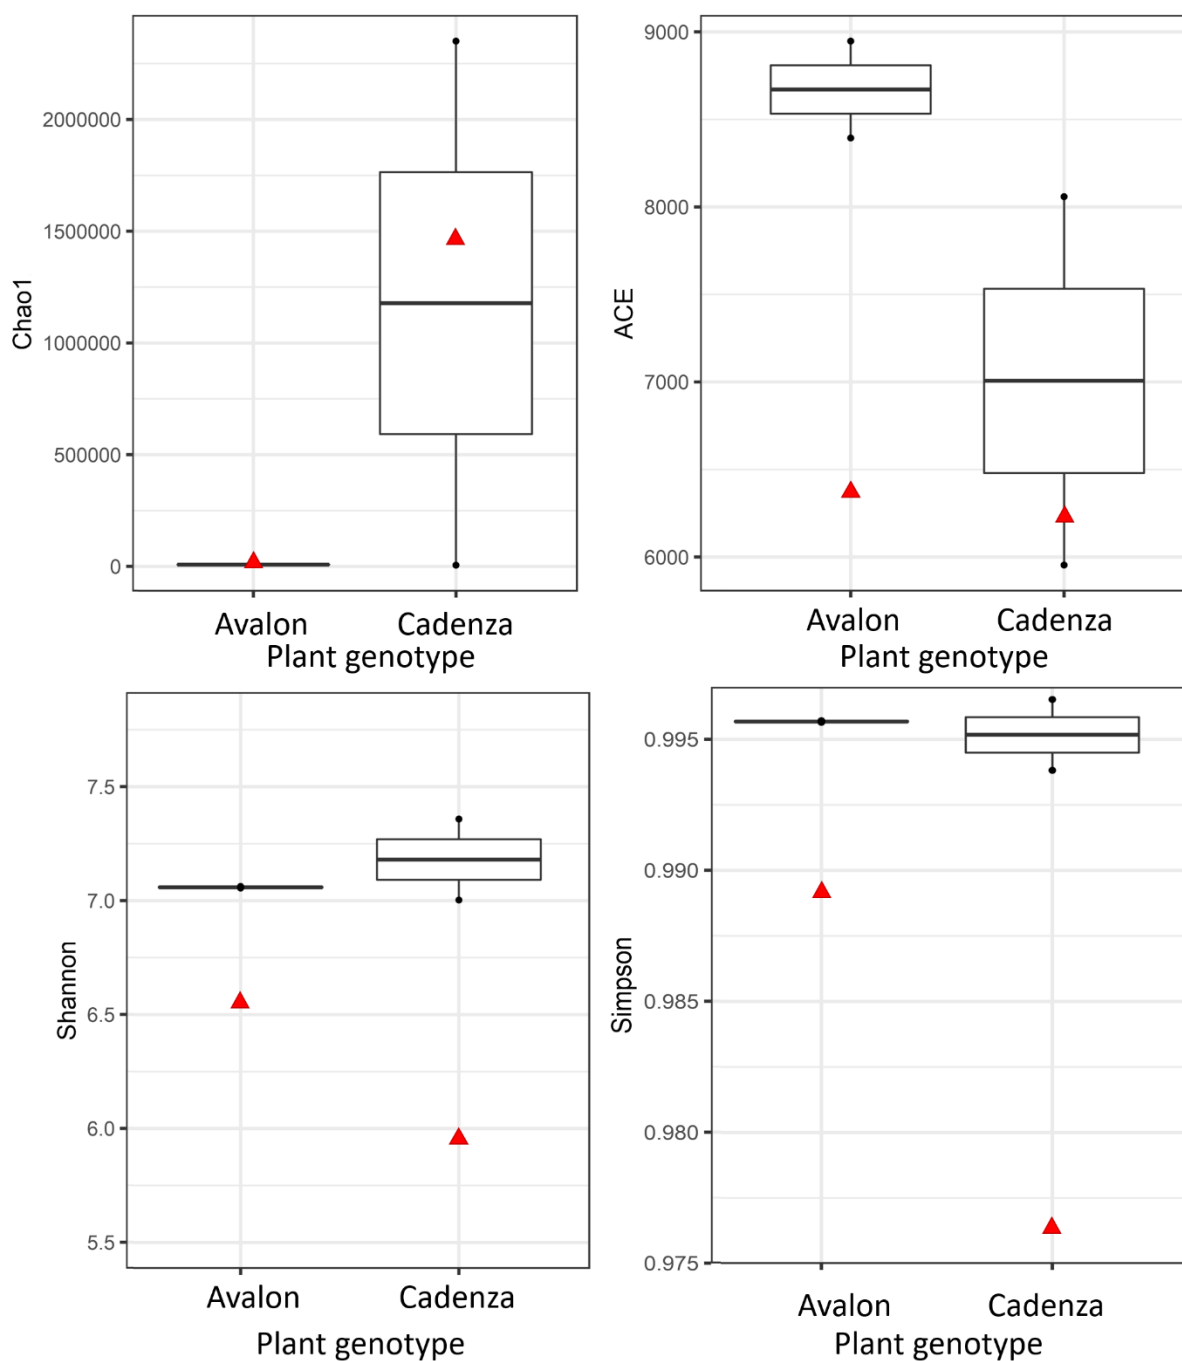 Chao1
2000000
1500000
1000000
500000
0
Avalon Cadenza
Plant genotype
ACE
9000
8000
7000
6000
Avalon Cadenza
Plant genotype
Shannon
7.5
7.0
6.5
6.0
5.5
Avalon Cadenza
Plant genotype
Simpson
0.995
0.990
0.985
0.980
0.975
Avalon Cadenza
Plant genotype